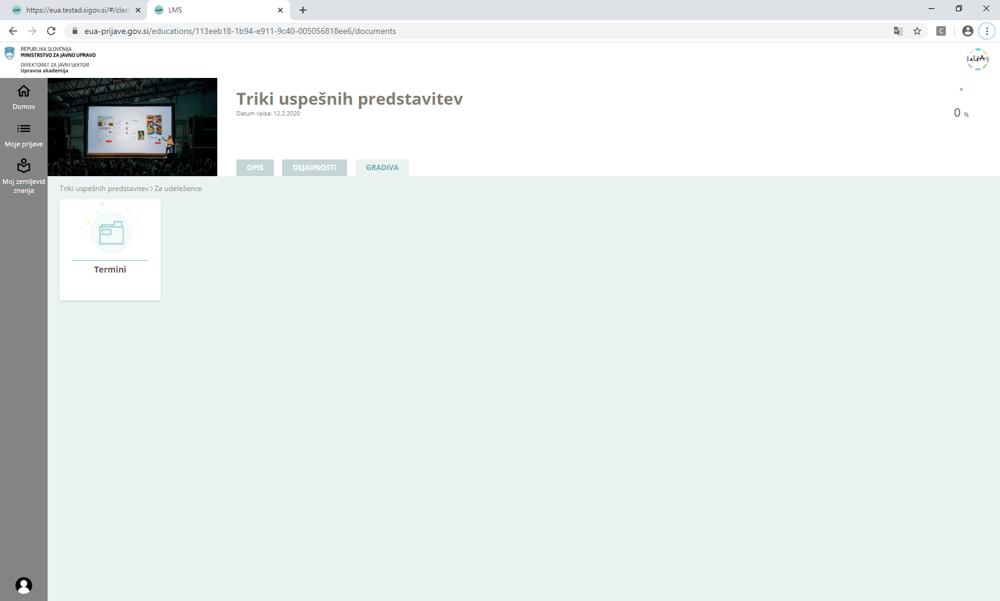 https://eua.testad.sigov.si/#/clas
LMS
eua-prijave.gov.si/educations/113eeb18-1b94-e911-9c40-005056818ee6/documents
C
REPUBLIKA SLOVENIJA
MINISTRSTVO ZA JAVNO UPRAVO
DIREKTORAT ZA JAVNI SEKTOR
Upravna akademija
eUA
Domov
Moje prijave
Moj zemljevid
znanja
Triki uspešnih predstavitev
Datum vpisa: 12.2.2020
0 %
OPIS
DEJAVNOSTI
GRADIVA
Triki uspešnih predstavitev > Za udeležence
Termini